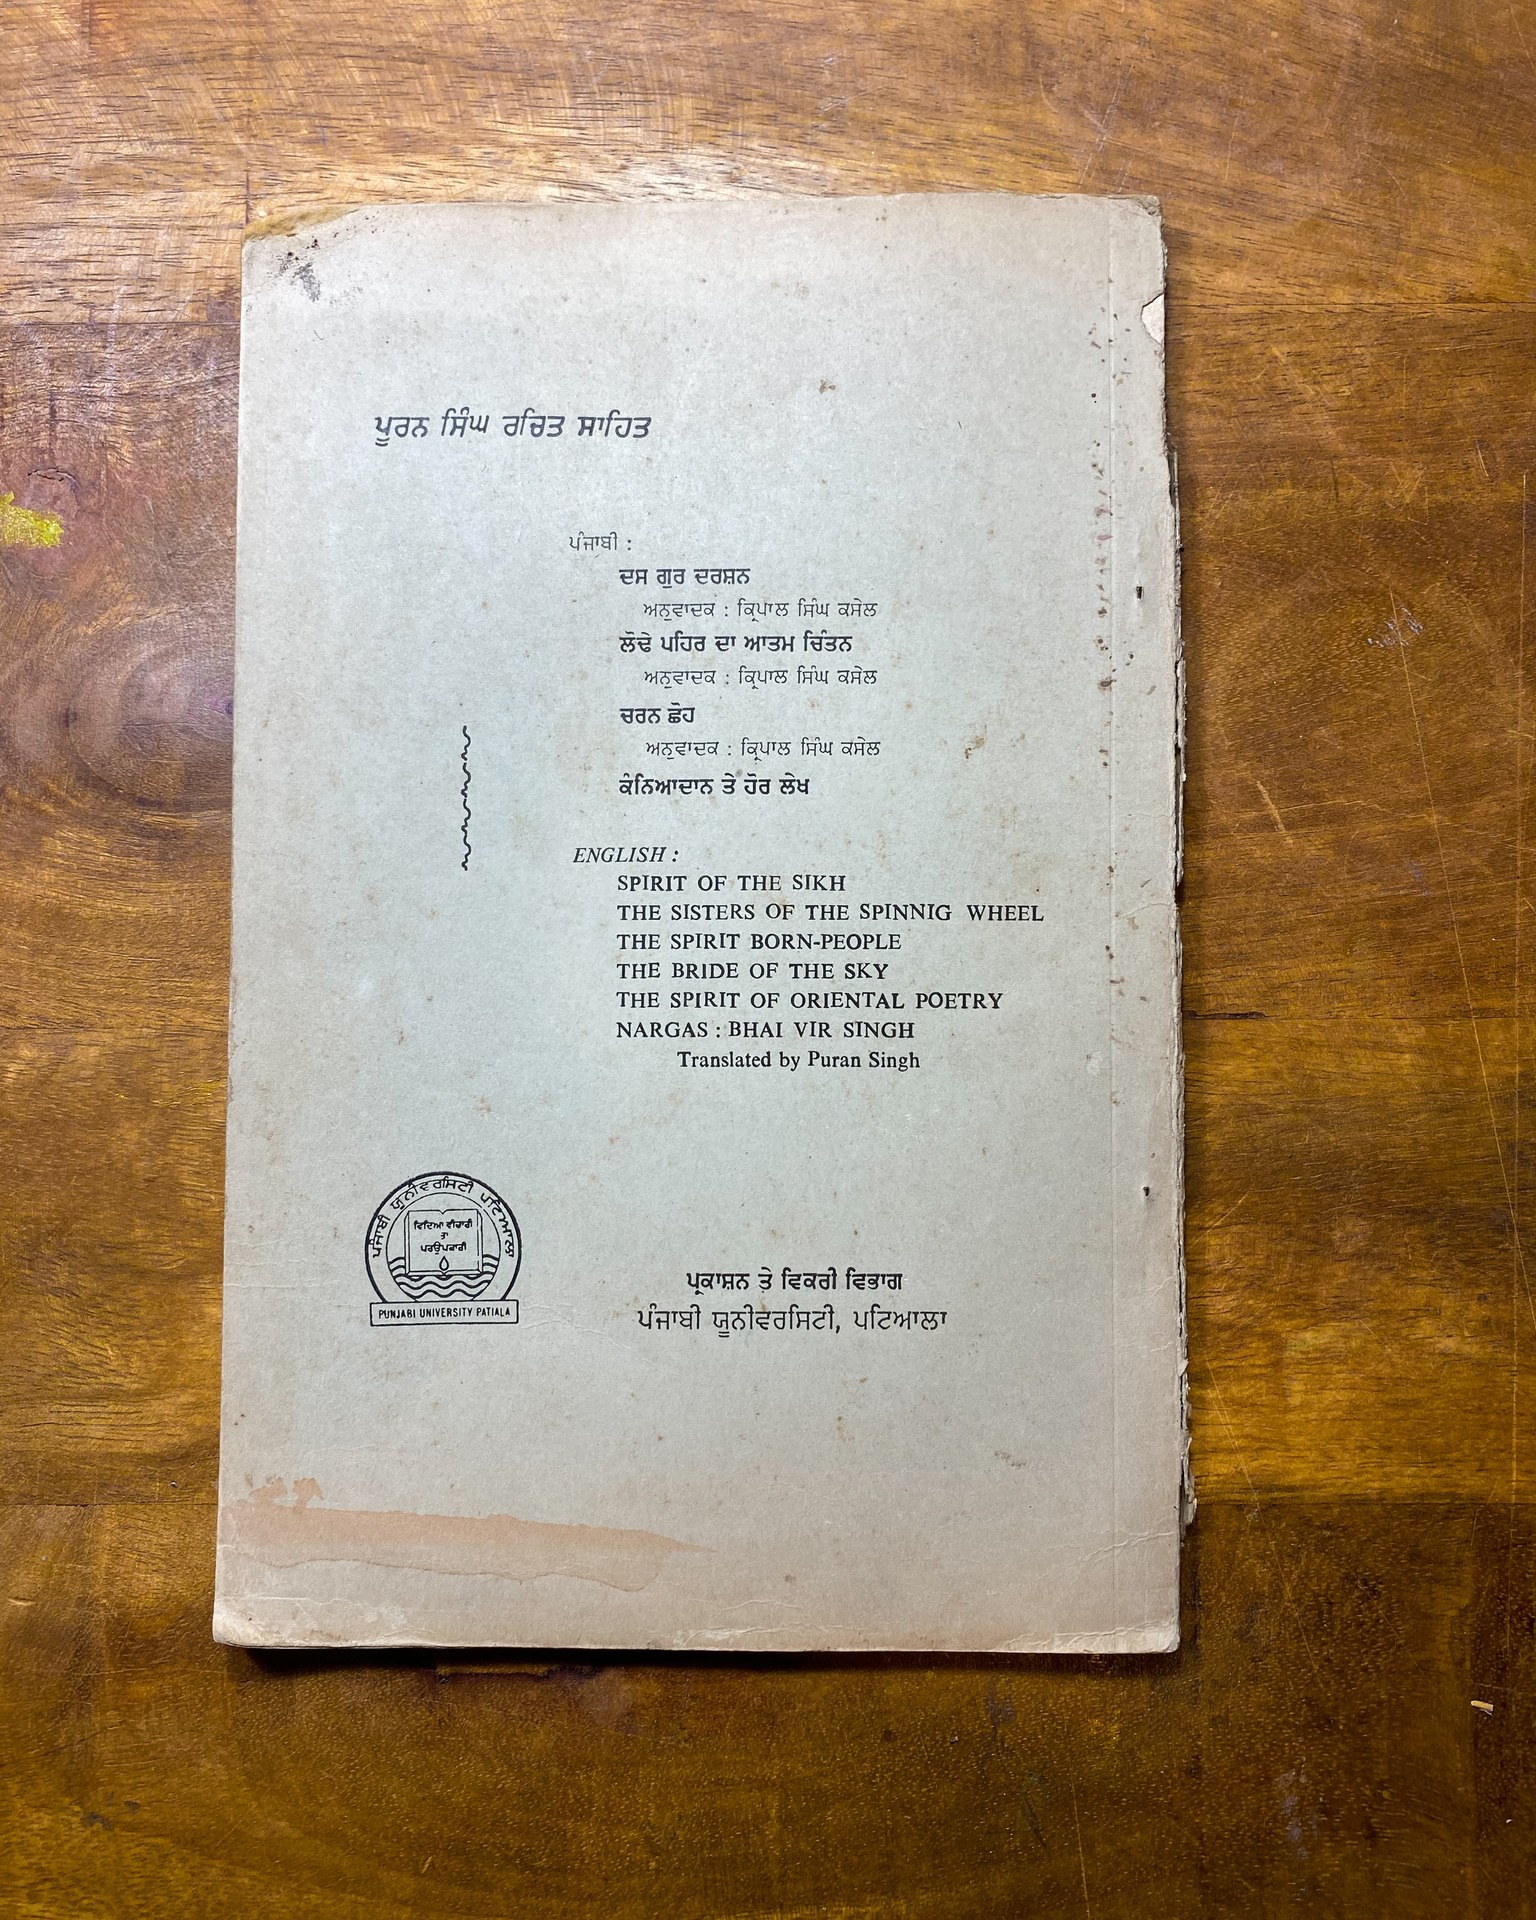 ਪੂਰਨ ਸਿੰਘ ਰਚਿਤ ਸਾਹਿਤ
ਪੰਜਾਬੀ :
ਦਸ ਗੁਰ ਦਰਸ਼ਨ
ਅਨੁਵਾਦਕ : ਕ੍ਰਿਪਾਲ ਸਿੰਘ ਕਸੇਲ
ਲੋਢੇ ਪਹਿਰ ਦਾ ਆਤਮ ਚਿੰਤਨ
ਅਨੁਵਾਦਕ : ਕ੍ਰਿਪਾਲ ਸਿੰਘ ਕਸੇਲ
ਚਰਨ ਛੋਹ
ਅਨੁਵਾਦਕ : ਕ੍ਰਿਪਾਲ ਸਿੰਘ ਕਸੇਲ
ਕੰਨਿਆਦਾਨ ਤੇ ਹੋਰ ਲੇਖ
ENGLISH :
SPIRIT OF THE SIKH
THE SISTERS OF THE SPINNIG WHEEL
THE SPIRIT BORN-PEOPLE
THE BRIDE OF THE SKY
THE SPIRIT OF ORIENTAL POETRY
NARGAS : BHAI VIR SINGH
Translated by Puran Singh
ਪੰਜਾਬੀ ਯੂਨੀਵਰਸਿਟੀ ਪਟਿਆਲਾ
ਵਿਦਿਆ ਵੀਚਾਰੀ
ਤਾਂ
ਪਰਉਪਕਾਰੀ
PUNJABI UNIVERSITY PATIALA
ਪ੍ਰਕਾਸ਼ਨ ਤੇ ਵਿਕਰੀ ਵਿਭਾਗ
ਪੰਜਾਬੀ ਯੂਨੀਵਰਸਿਟੀ, ਪਟਿਆਲਾ